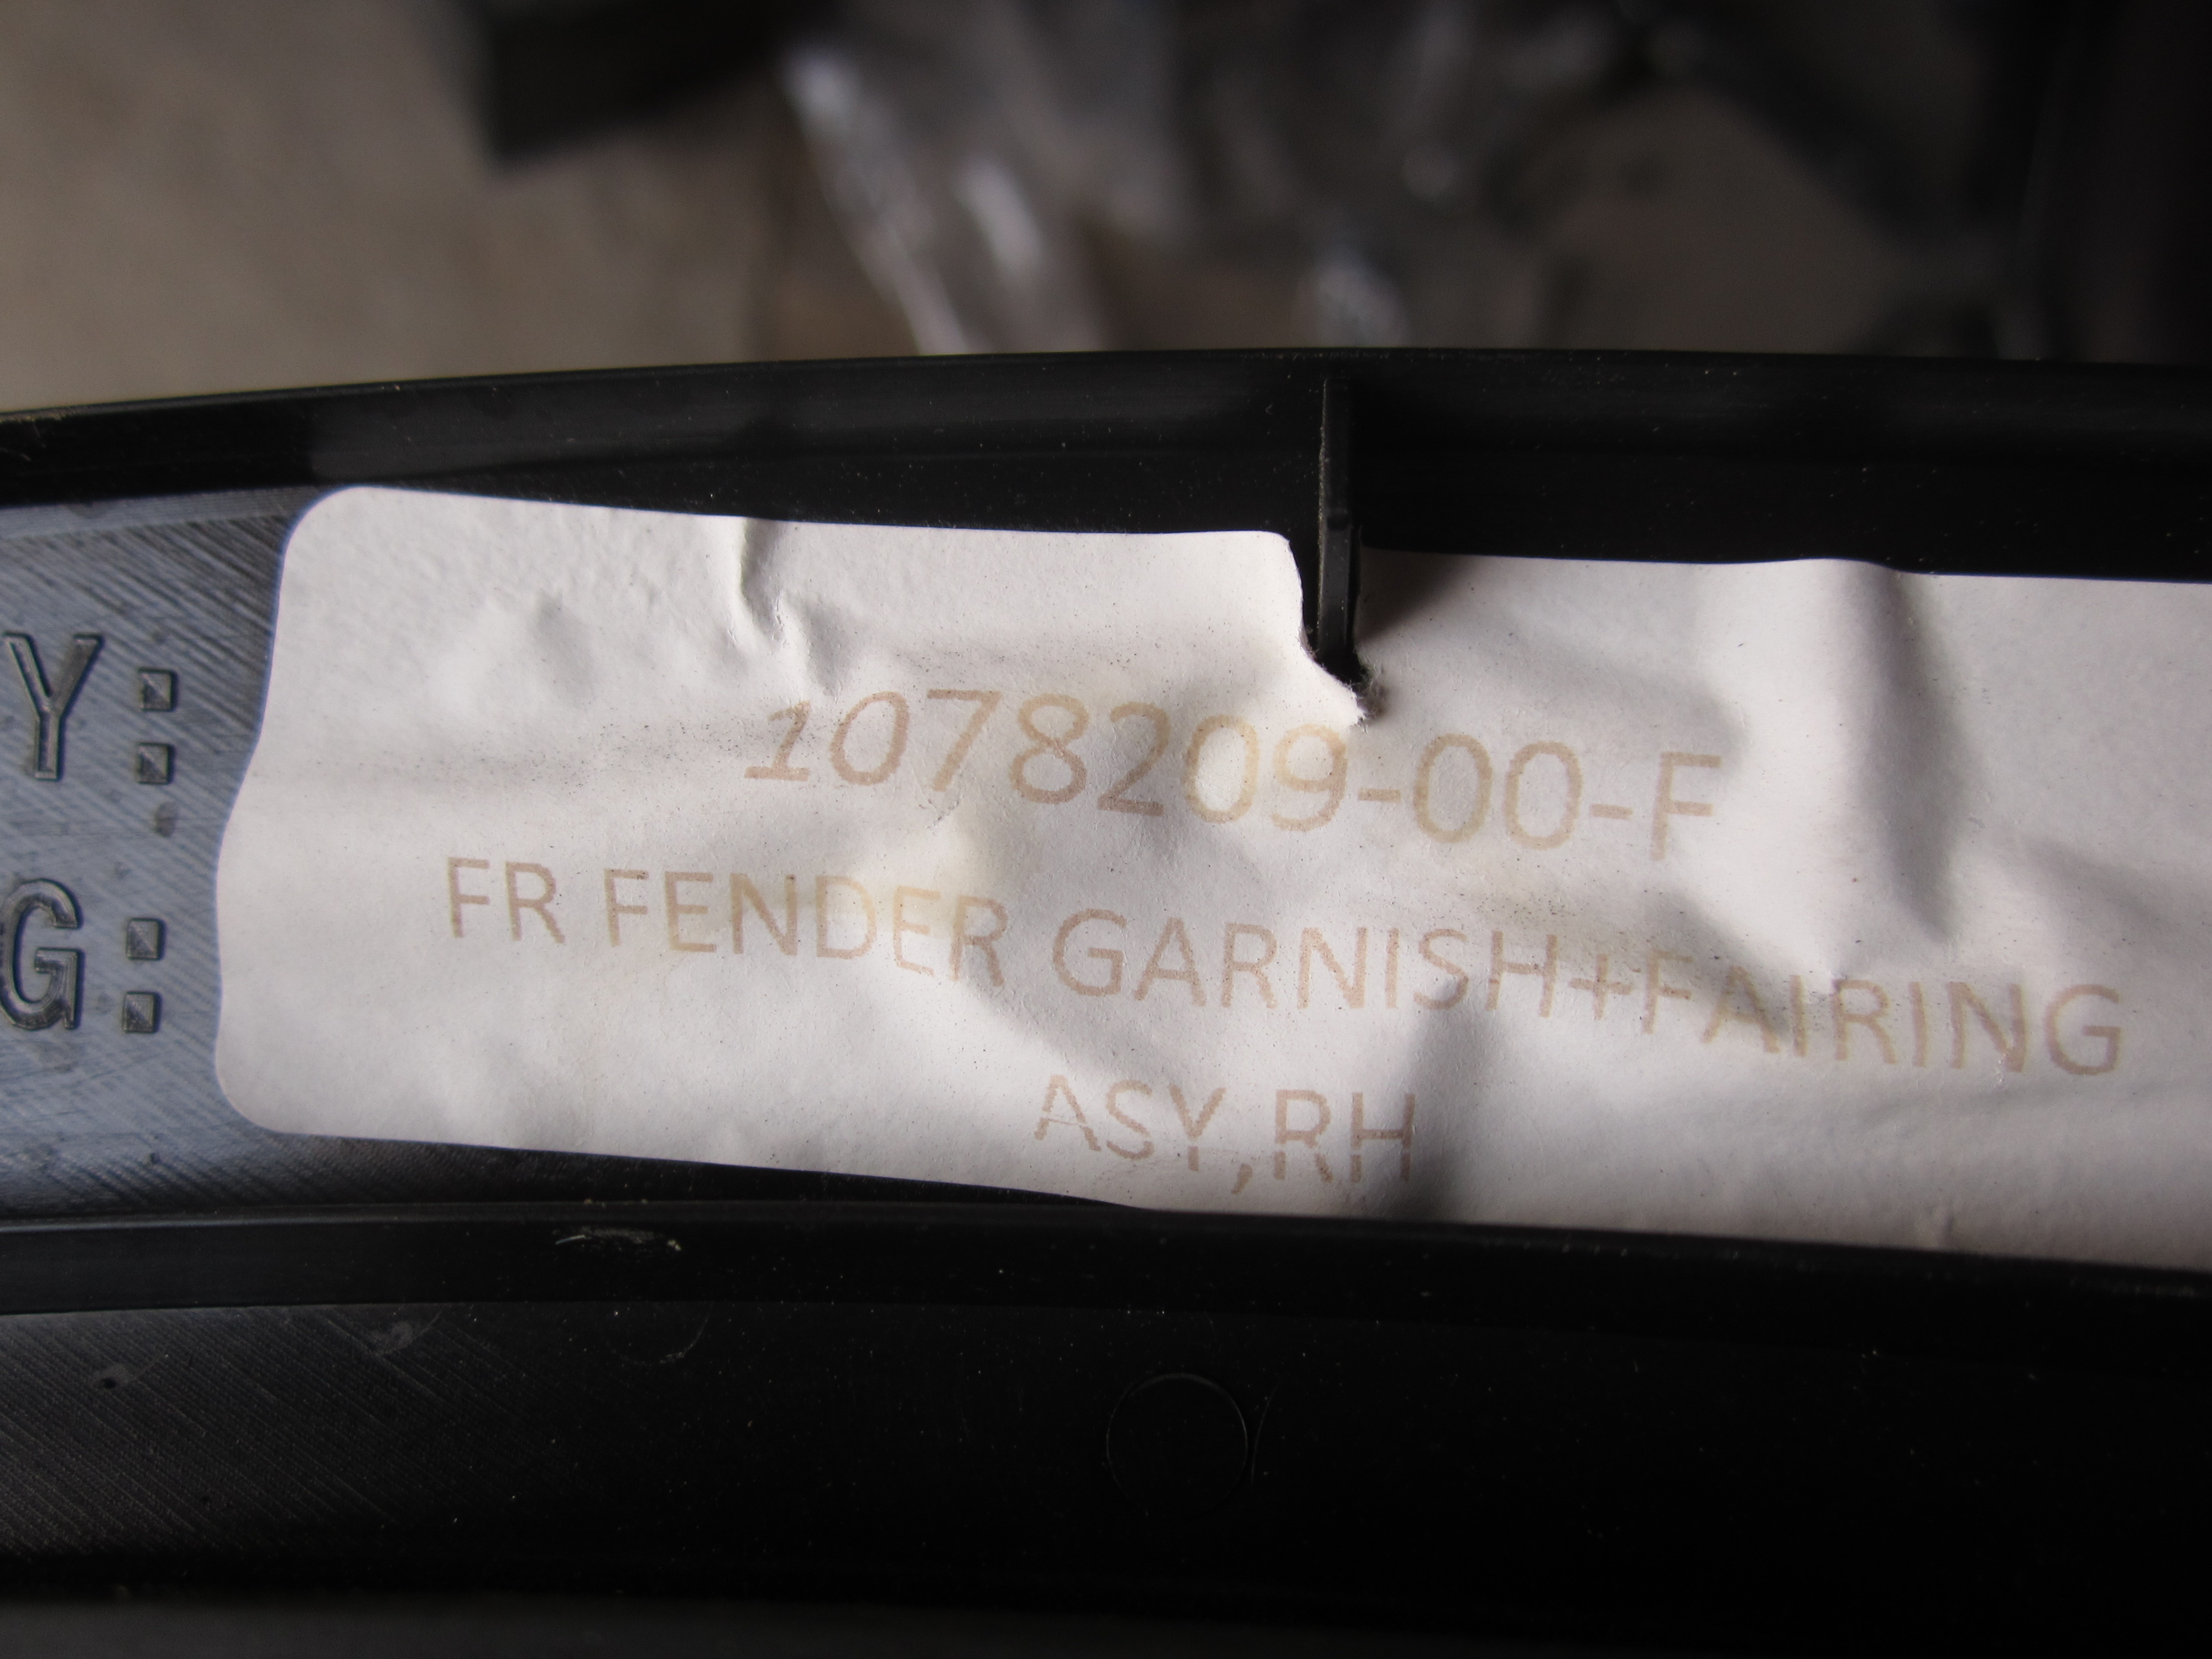 Y:
G:
1078209-00-F
FR FENDER GARNISH+FAIRING
ASY,RH